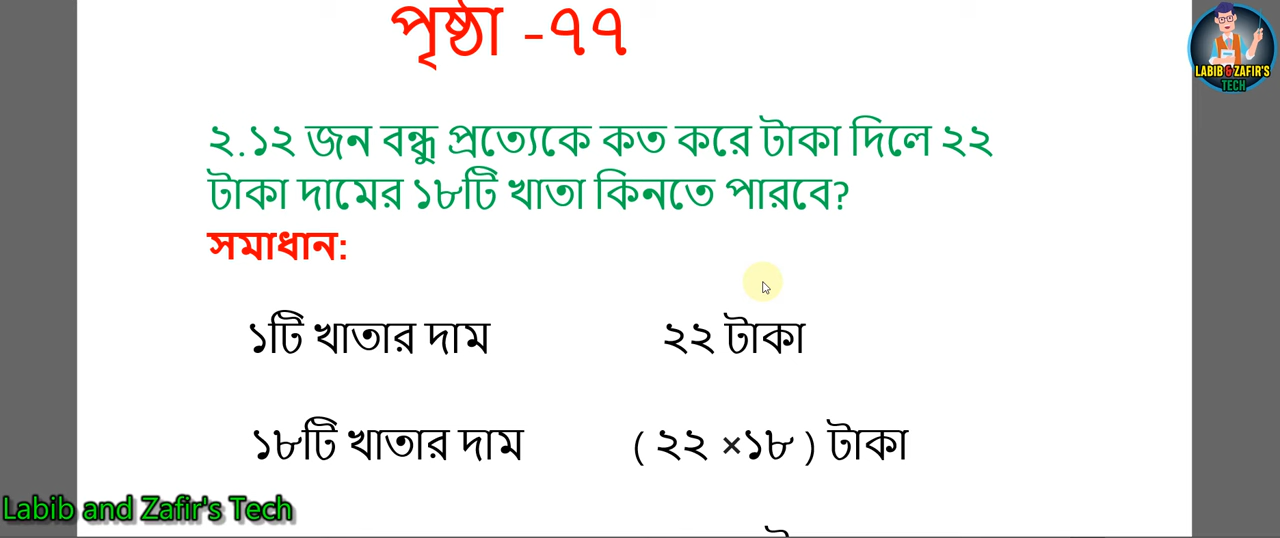 পৃষ্ঠা -৭৭
LABIB & ZAFIR'S
TECH
২.১২ জন বন্ধু প্রত্যেকে কত করে টাকা দিলে ২২
টাকা দামের ১৮টি খাতা কিনতে পারবে?
সমাধান:
১টি খাতার দাম ২২ টাকা
১৮টি খাতার দাম ( ২২ ×১৮ ) টাকা
Labib and Zafir's Tech